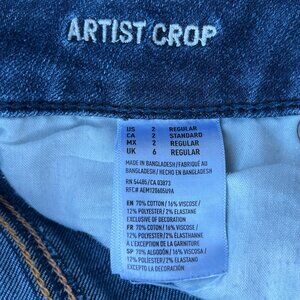 ARTIST CROP
US 2 REGULAR
CA 2 STANDARD
MX 2 REGULAR
UK 6 REGULAR
MADE IN BANGLADESH/FABRIQUÉ AU
BANGLADESH/ HECHO EN BANGLADESH
RN 54485/CA 03873
RFC# AEM120605U9A
EN 70% COTTON/16% VISCOSE/
12% POLYESTER/2% ELASTANE
EXCLUSIVE OF DECORATION
FR 70% COTON/16% VISCOSE/
12% POLYESTER/2% ÉLASTHANNE
À L'EXCEPTION DE LA GARNITURE
SP 70% ALGODÓN/16% VISCOSA/
12% POLIÉSTER/2% ELASTANO
EXCEPTO LA DECORACIÓN